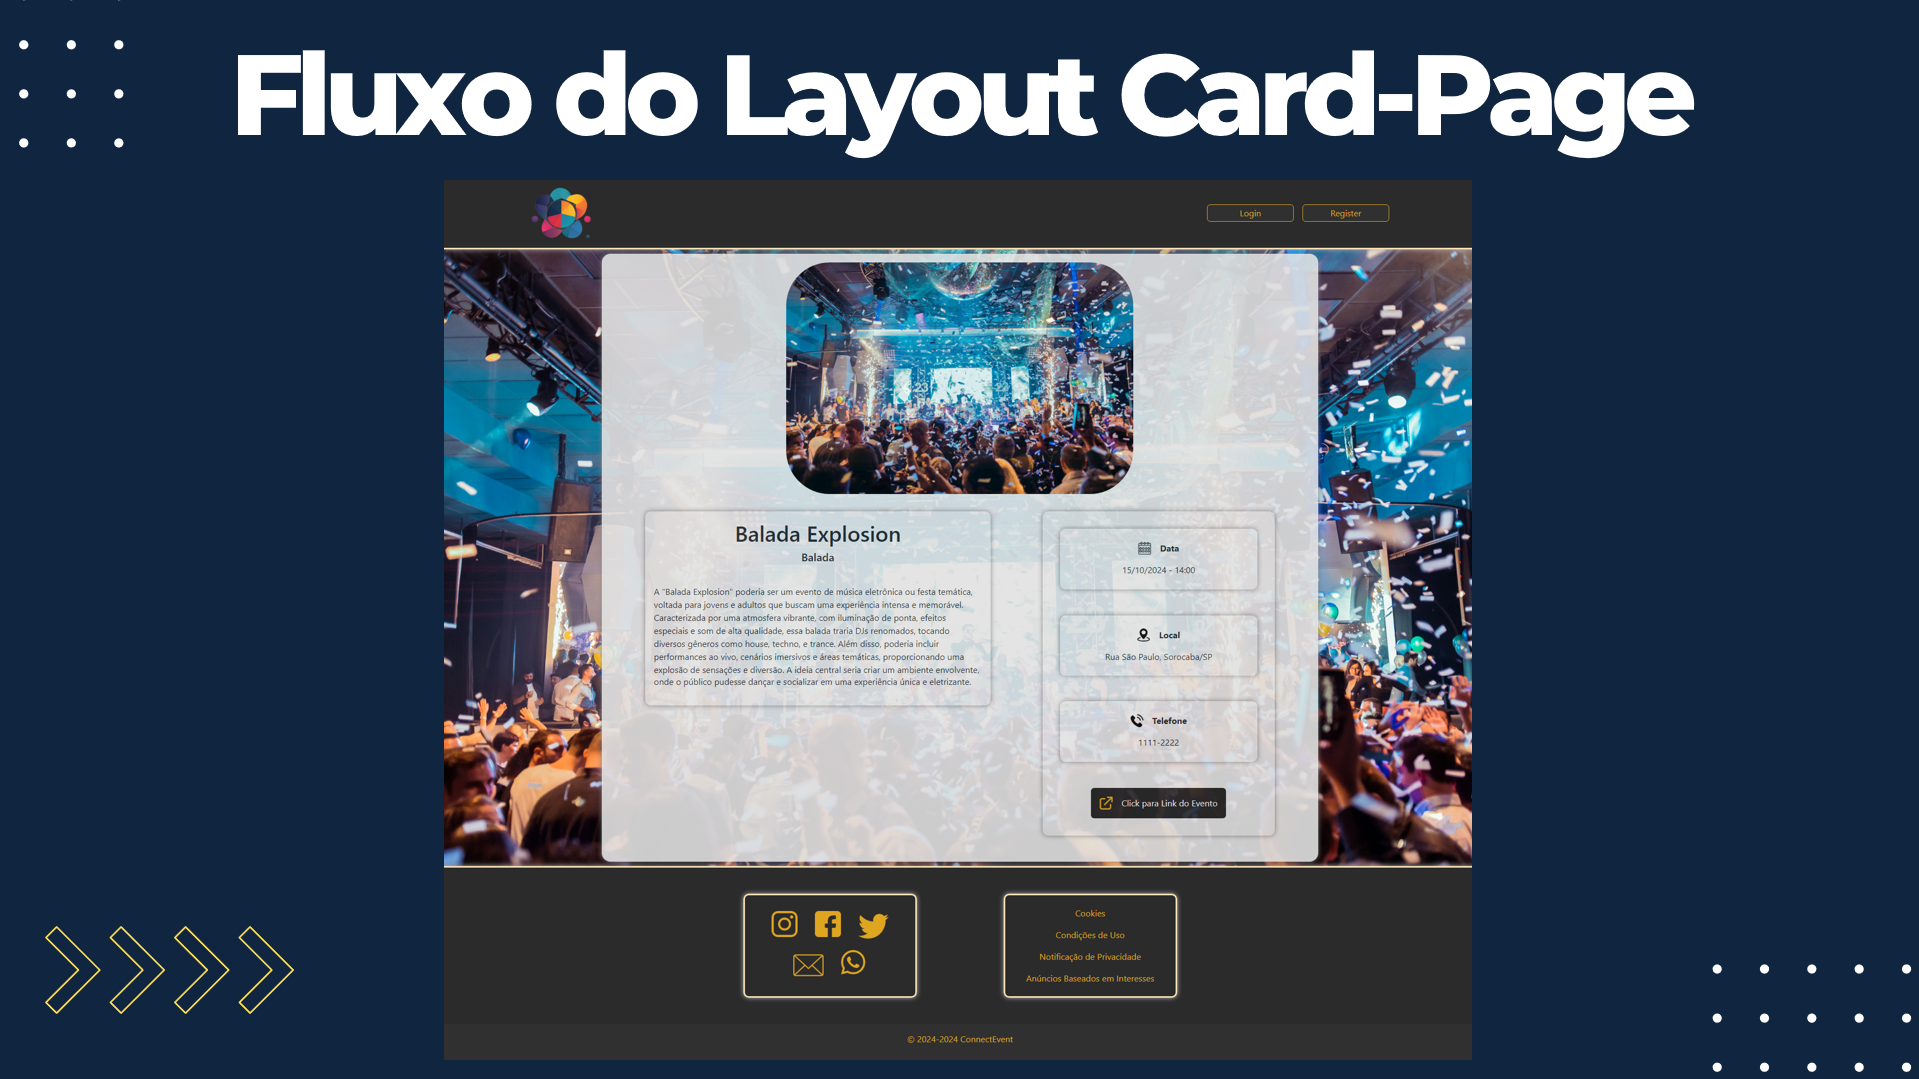 Fluxo do Layout Card-Page
Login
Register
Balada Explosion
Balada
A "Balada Explosion" poderia ser um evento de música eletrônica ou festa temática,
voltada para jovens e adultos que buscam uma experiência intensa e memorável.
Caracterizada por uma atmosfera vibrante, com iluminação de ponta, efeitos
especiais e som de alta qualidade, essa balada traria DJs renomados, tocando
diversos gêneros como house, techno, e trance. Além disso, poderia incluir
performances ao vivo, cenários imersivos e áreas temáticas, proporcionando uma
explosão de sensações e diversão. A ideia central seria criar um ambiente envolvente,
onde o público pudesse dançar e socializar em uma experiência única e eletrizante.
Data
15/10/2024 - 14:00
Local
Rua São Paulo, Sorocaba/SP
Telefone
1111-2222
Click para Link do Evento
Cookies
Condições de Uso
Notificação de Privacidade
Anúncios Baseados em Interesses
© 2024-2024 ConnectEvent